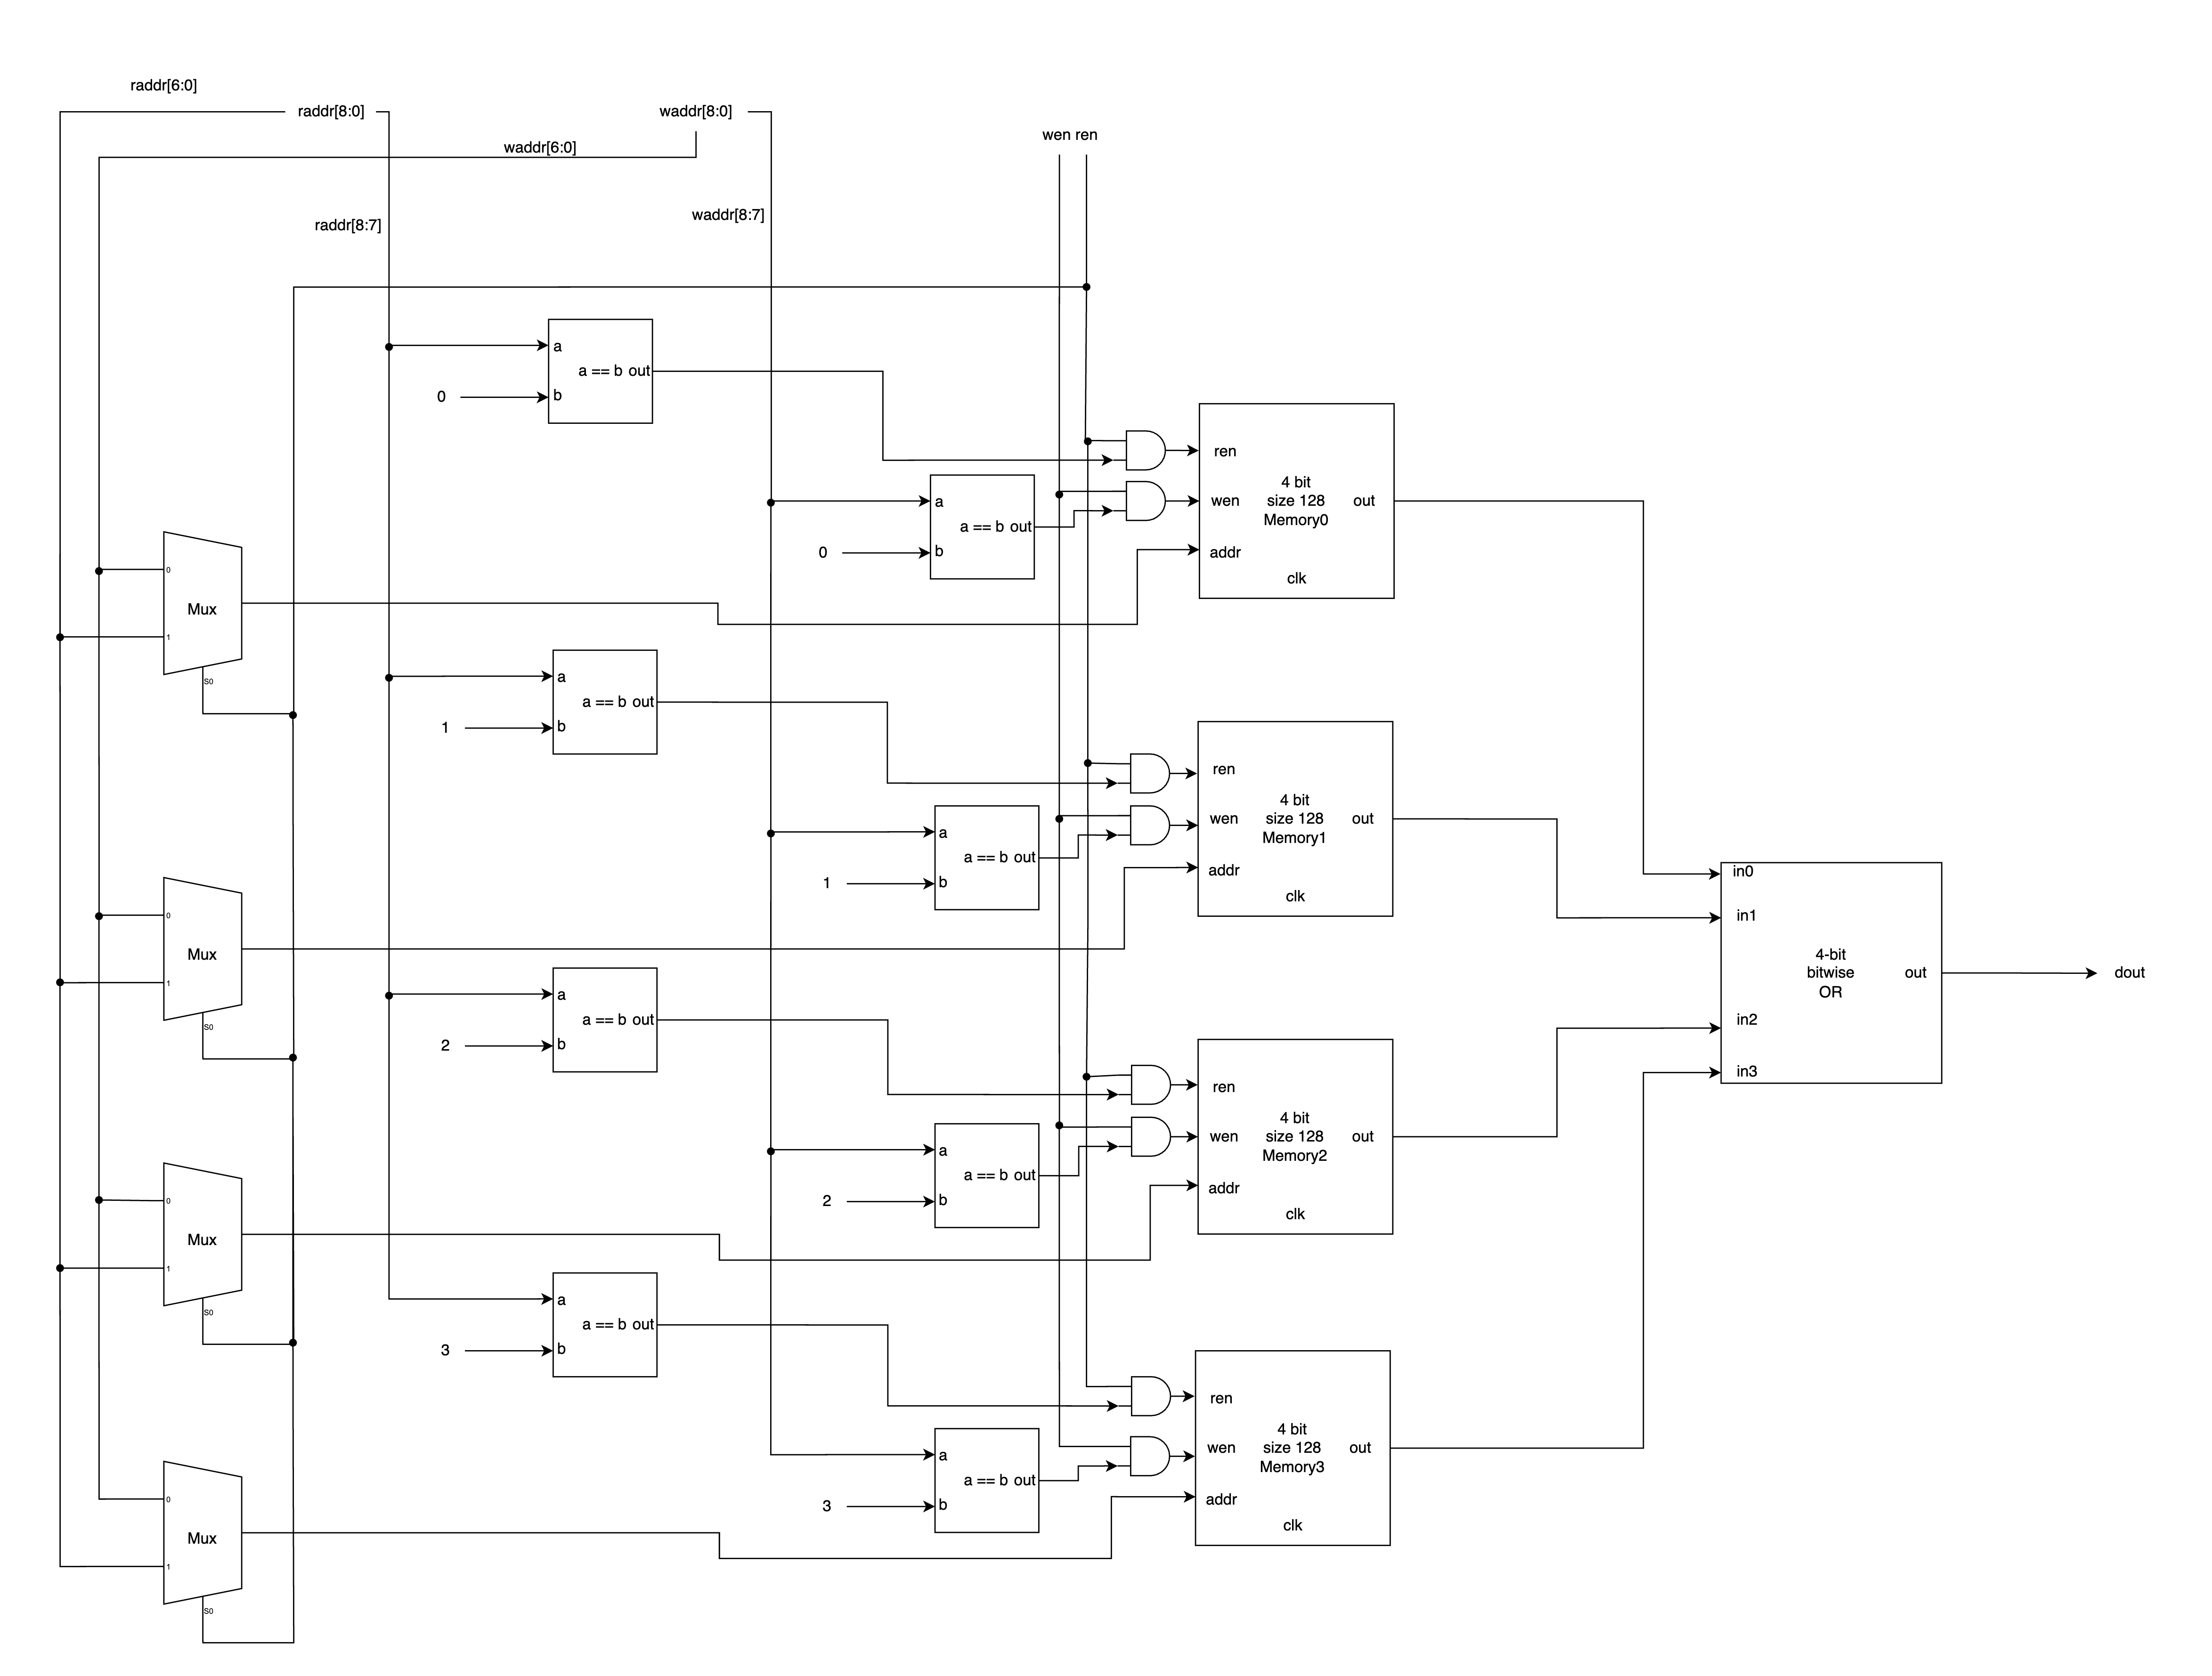 raddr[6:0]
raddr[8:0]
waddr[8:0]
wen ren
waddr[6:0]
waddr[8:7]
raddr[8:7]
a
a == b out
0
b
ren
4 bit
wen
size 128
out
Memory0
addr
clk
a
a == b out
0
b
0
Mux
1
S0
a
a == b out
1
b
ren
4 bit
wen
size 128
out
Memory1
addr
clk
a
a == b out
1
b
0
Mux
1
S0
in0
in1
4-bit
bitwise
OR
out
dout
in2
in3
a
a == b out
2
b
ren
4 bit
wen
size 128
out
Memory2
addr
clk
a
a == b out
2
b
0
Mux
1
S0
a
a == b out
3
b
ren
4 bit
wen
size 128
out
Memory3
addr
clk
a
a == b out
3
b
0
Mux
1
S0